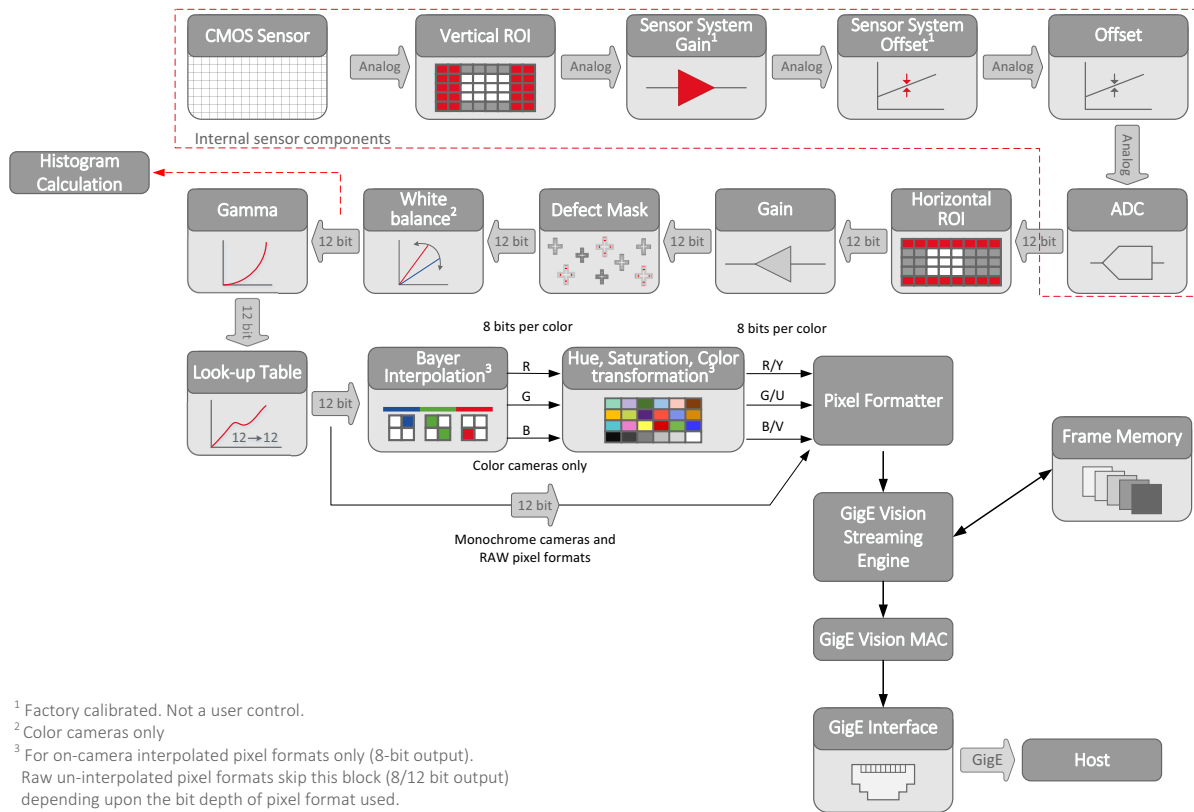 CMOS Sensor
Analog
Vertical ROI
Analog
Sensor System
Gain1
Analog
Sensor System
Offset1
Analog
Offset
Internal sensor components
Analog
Histogram
Calculation
Gamma
12 bit
White
balance2
12 bit
Defect Mask
12 bit
Gain
12 bit
Horizontal
ROI
12 bit
ADC
12 bit
8 bits per color
8 bits per color
Look-up Table
12→12
12 bit
Bayer
Interpolation3
R
G
B
Hue, Saturation, Color
transformation3
R/Y
G/U
B/V
Pixel Formatter
Color cameras only
12 bit
Monochrome cameras and
RAW pixel formats
Frame Memory
GigE Vision
Streaming
Engine
GigE Vision MAC
GigE Interface
GigE
Host
1 Factory calibrated. Not a user control.
2 Color cameras only
3 For on-camera interpolated pixel formats only (8-bit output).
Raw un-interpolated pixel formats skip this block (8/12 bit output)
depending upon the bit depth of pixel format used.